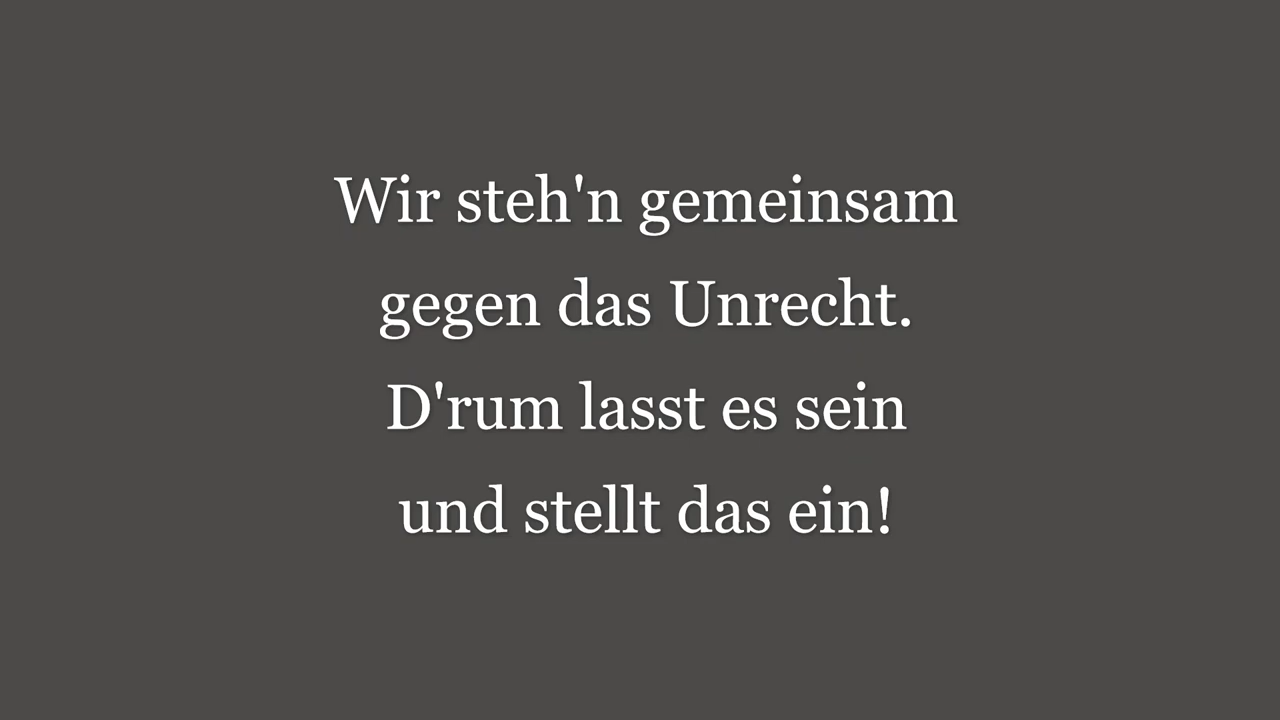 Wir steh'n gemeinsam
gegen das Unrecht.
D'rum lasst es sein
und stellt das ein!